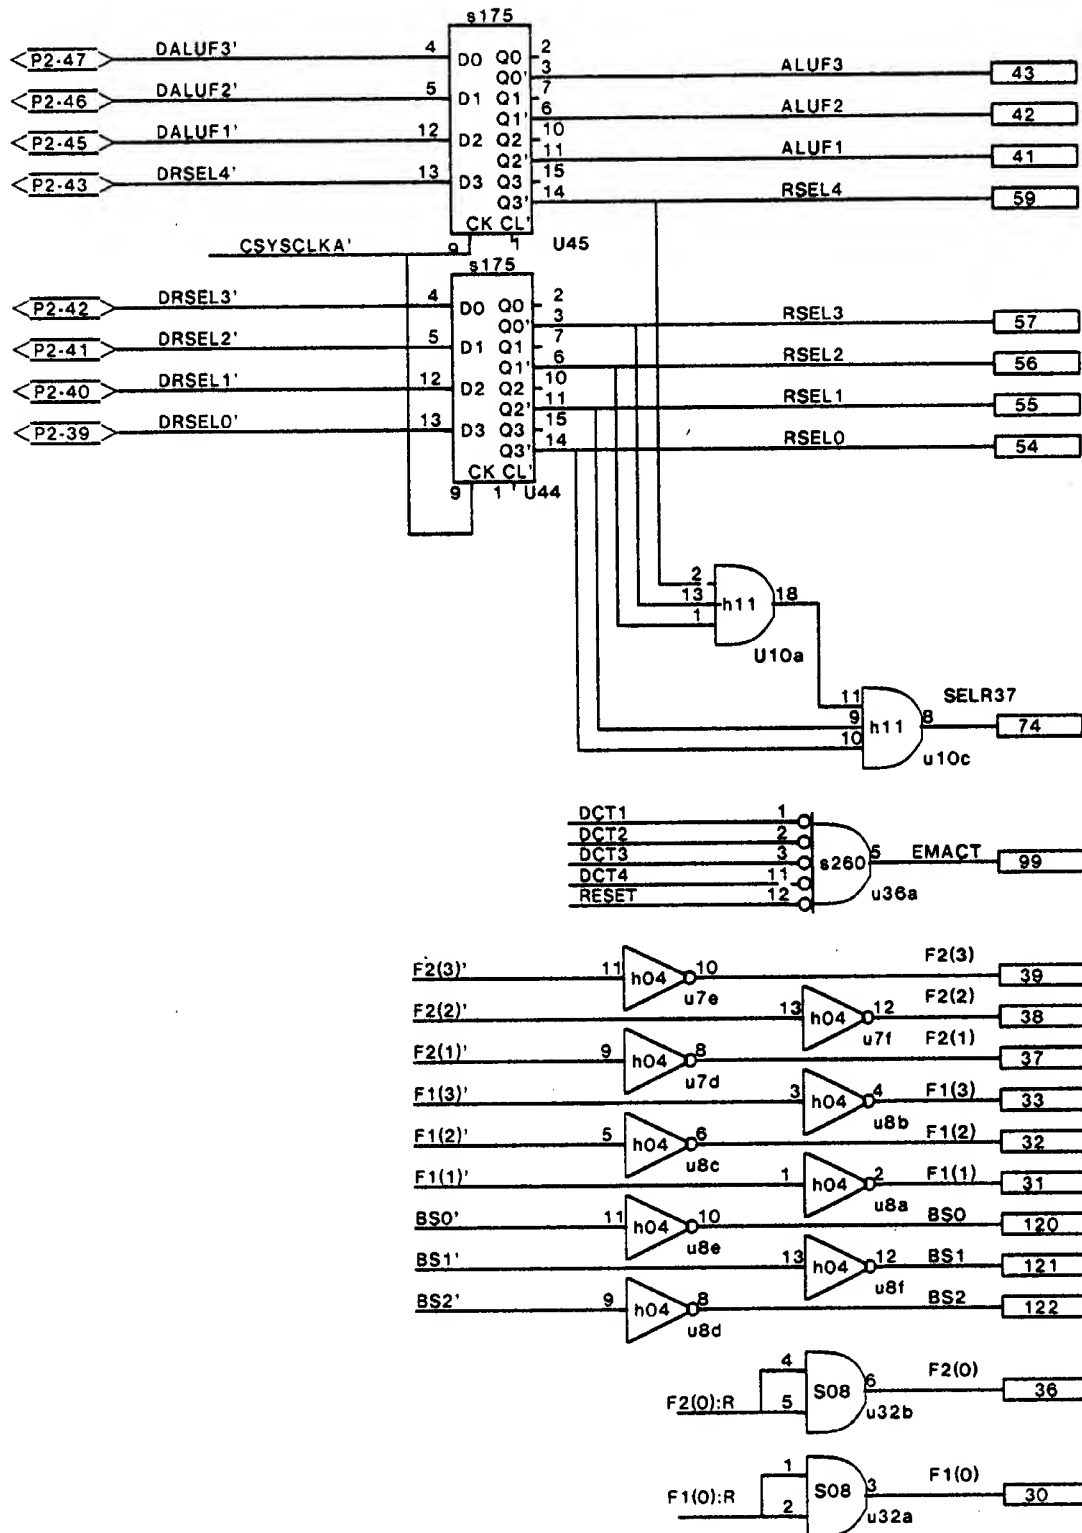 s175
P2-47 DALUF3' 4 D0 Q0 2
Q0' 3 ALUF3 43
P2-46 DALUF2' 5 D1 Q1 7
Q1' 6 ALUF2 42
P2-45 DALUF1' 12 D2 Q2 10
Q2' 11 ALUF1 41
P2-43 DRSEL4' 13 D3 Q3 15
Q3' 14 RSEL4 59
CK CL'
CSYSCLKA' 9 1 U45
s175
P2-42 DRSEL3' 4 D0 Q0 2
Q0' 3 RSEL3 57
P2-41 DRSEL2' 5 D1 Q1 7
Q1' 6 RSEL2 56
P2-40 DRSEL1' 12 D2 Q2 10
Q2' 11 RSEL1 55
P2-39 DRSEL0' 13 D3 Q3 15
Q3' 14 RSEL0 54
CK CL'
9 1 U44
2
13 h11 18
1
U10a
11 SELR37
9 h11 8 74
10
u10c
DCT1 1
DCT2 2
DCT3 3 s260 5 EMACT 99
DCT4 11
RESET 12 u36a
F2(3)' 11 h04 10 F2(3) 39
u7e
F2(2)' 13 h04 12 F2(2) 38
u7f
F2(1)' 9 h04 8 F2(1) 37
u7d
F1(3)' 3 h04 4 F1(3) 33
u8b
F1(2)' 5 h04 6 F1(2) 32
u8c
F1(1)' 1 h04 2 F1(1) 31
u8a
BS0' 11 h04 10 BS0 120
u8e
BS1' 13 h04 12 BS1 121
u8f
BS2' 9 h04 8 BS2 122
u8d
4 F2(0)
S08 6 36
F2(0):R 5 u32b
1 F1(0)
S08 3 30
F1(0):R 2 u32a